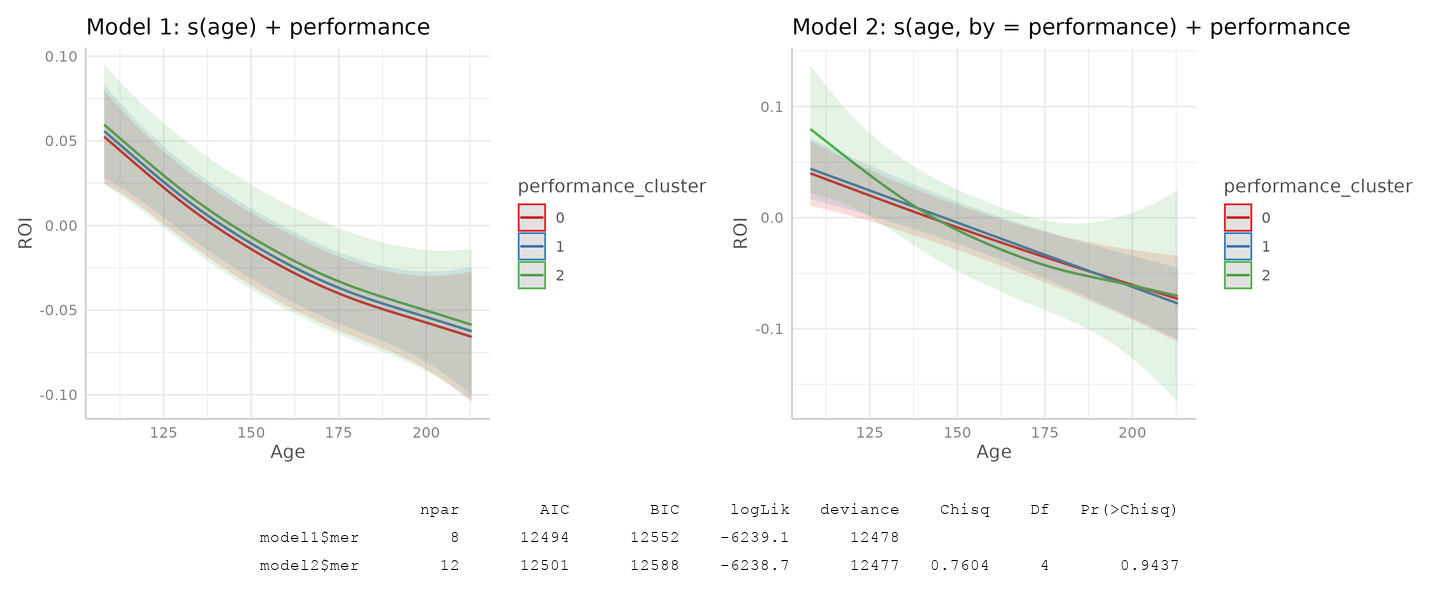 Model 1: s(age) + performance
0.10
0.05
0.00
-0.05
-0.10
ROI
125 150 175 200
Age
performance_cluster
0
1
2
Model 2: s(age, by = performance) + performance
0.1
0.0
-0.1
ROI
125 150 175 200
Age
performance_cluster
0
1
2
npar AIC BIC logLik deviance Chisq Df Pr(>Chisq)
model1$mer 8 12494 12552 -6239.1 12478
model2$mer 12 12501 12588 -6238.7 12477 0.7604 4 0.9437